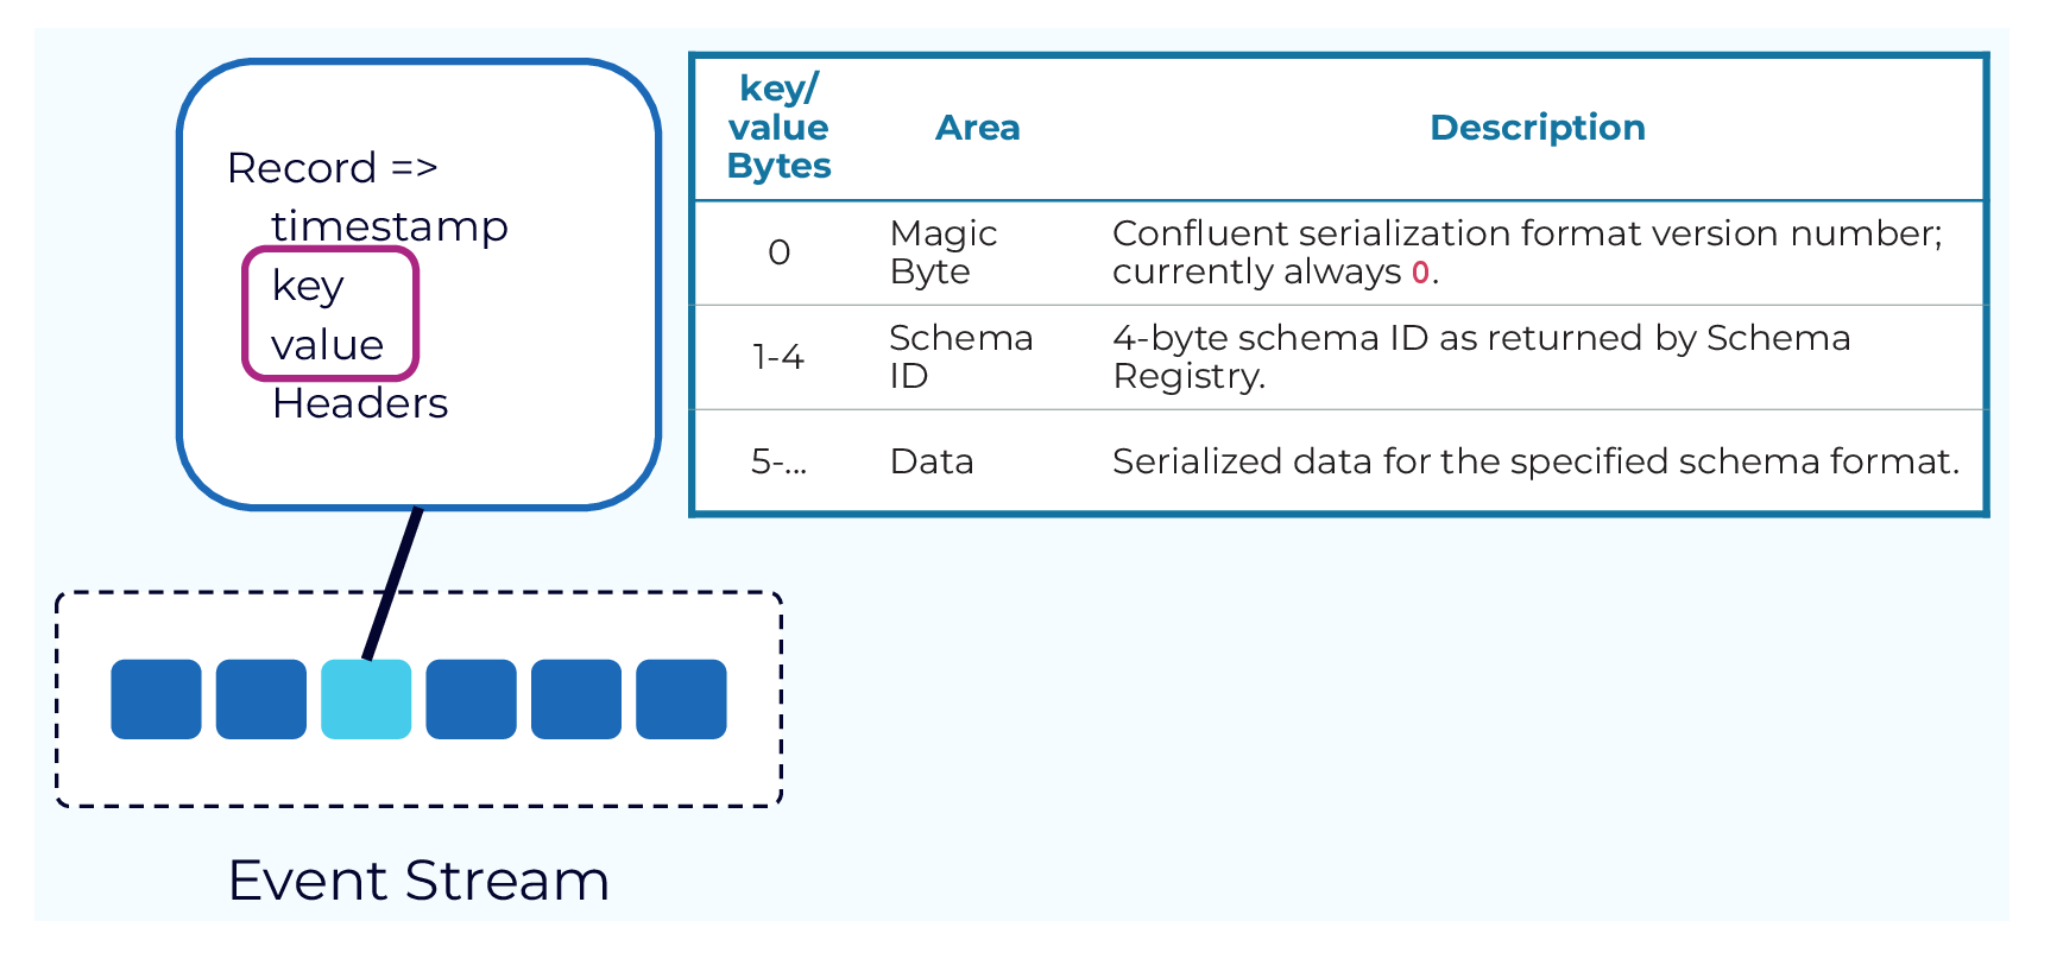 Record =>
timestamp
key
value
Headers
key/
value
Bytes
Area
Description
0
Magic
Byte
Confluent serialization format version number;
currently always 0.
1-4
Schema
ID
4-byte schema ID as returned by Schema
Registry.
5-...
Data
Serialized data for the specified schema format.
Event Stream